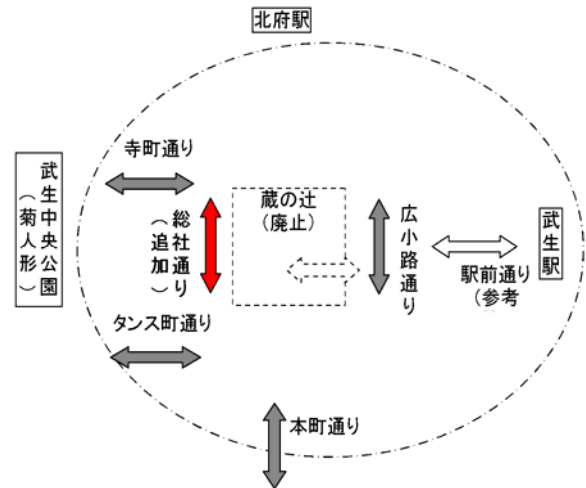 北府駅
寺町通り
蔵の辻
(廃止)
総社通り
(追加)
広小路通り
武生駅
武生中央公園
(菊人形)
駅前通り
(参考
タンス町通り
本町通り